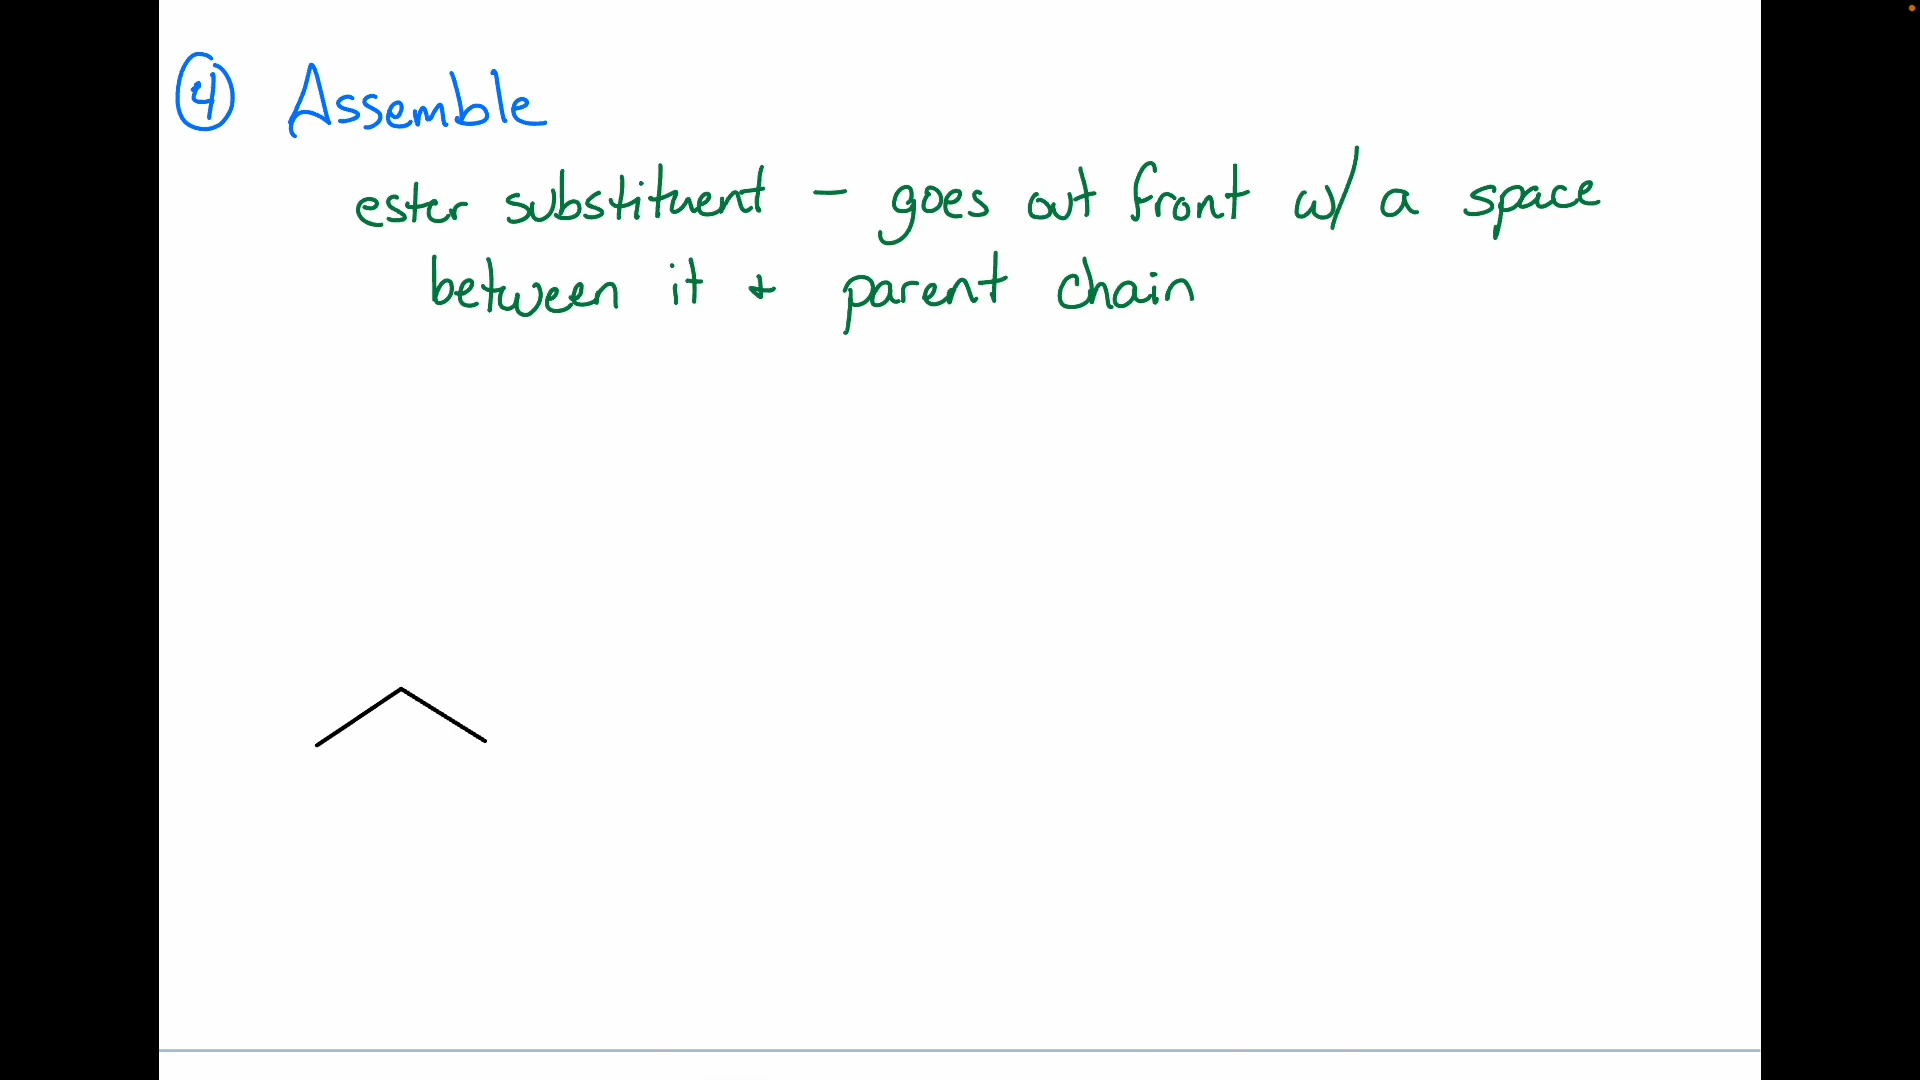 ④ Assemble
ester substituent - goes out front w/ a space
between it + parent chain